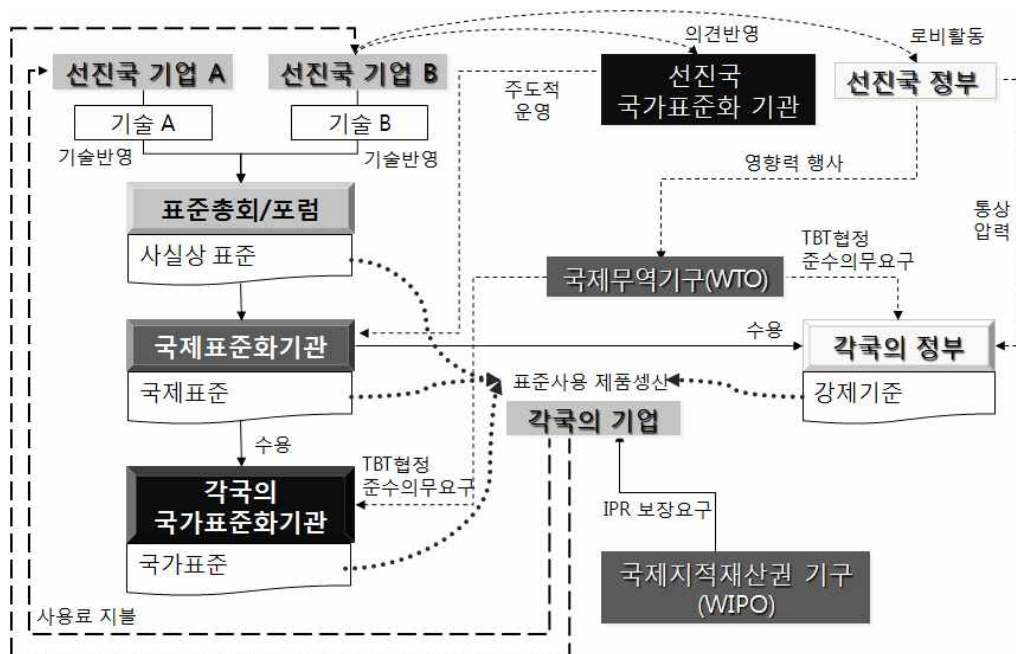 의견반영
로비활동
선진국 기업 A
선진국 기업 B
주도적
운영
선진국
국가표준화 기관
선진국 정부
기술 A
기술 B
기술반영
기술반영
영향력 행사
표준총회/포럼
사실상 표준
통상
압력
TBT협정
준수의무요구
국제무역기구(WTO)
국제표준화기관
수용
각국의 정부
국제표준
표준사용 제품생산
강제기준
각국의 기업
수용
TBT협정
준수의무요구
각국의
국가표준화기관
IPR 보장요구
국가표준
국제지적재산권 기구
(WIPO)
사용료 지불